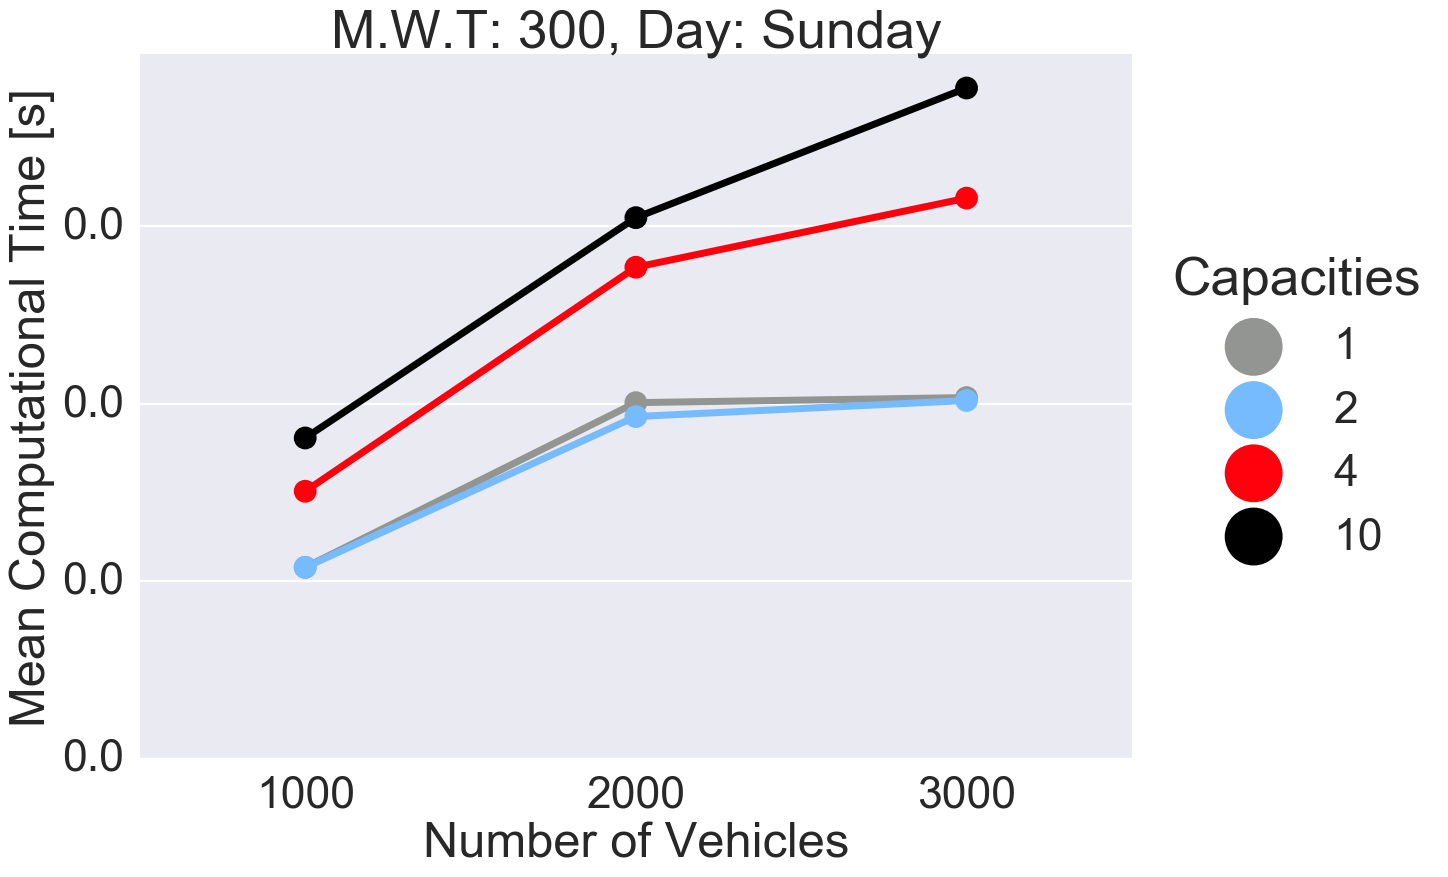 M.W.T: 300, Day: Sunday
Mean Computational Time [s]
0.0
0.0
0.0
0.0
1000 2000 3000
Number of Vehicles
Capacities
1
2
4
10